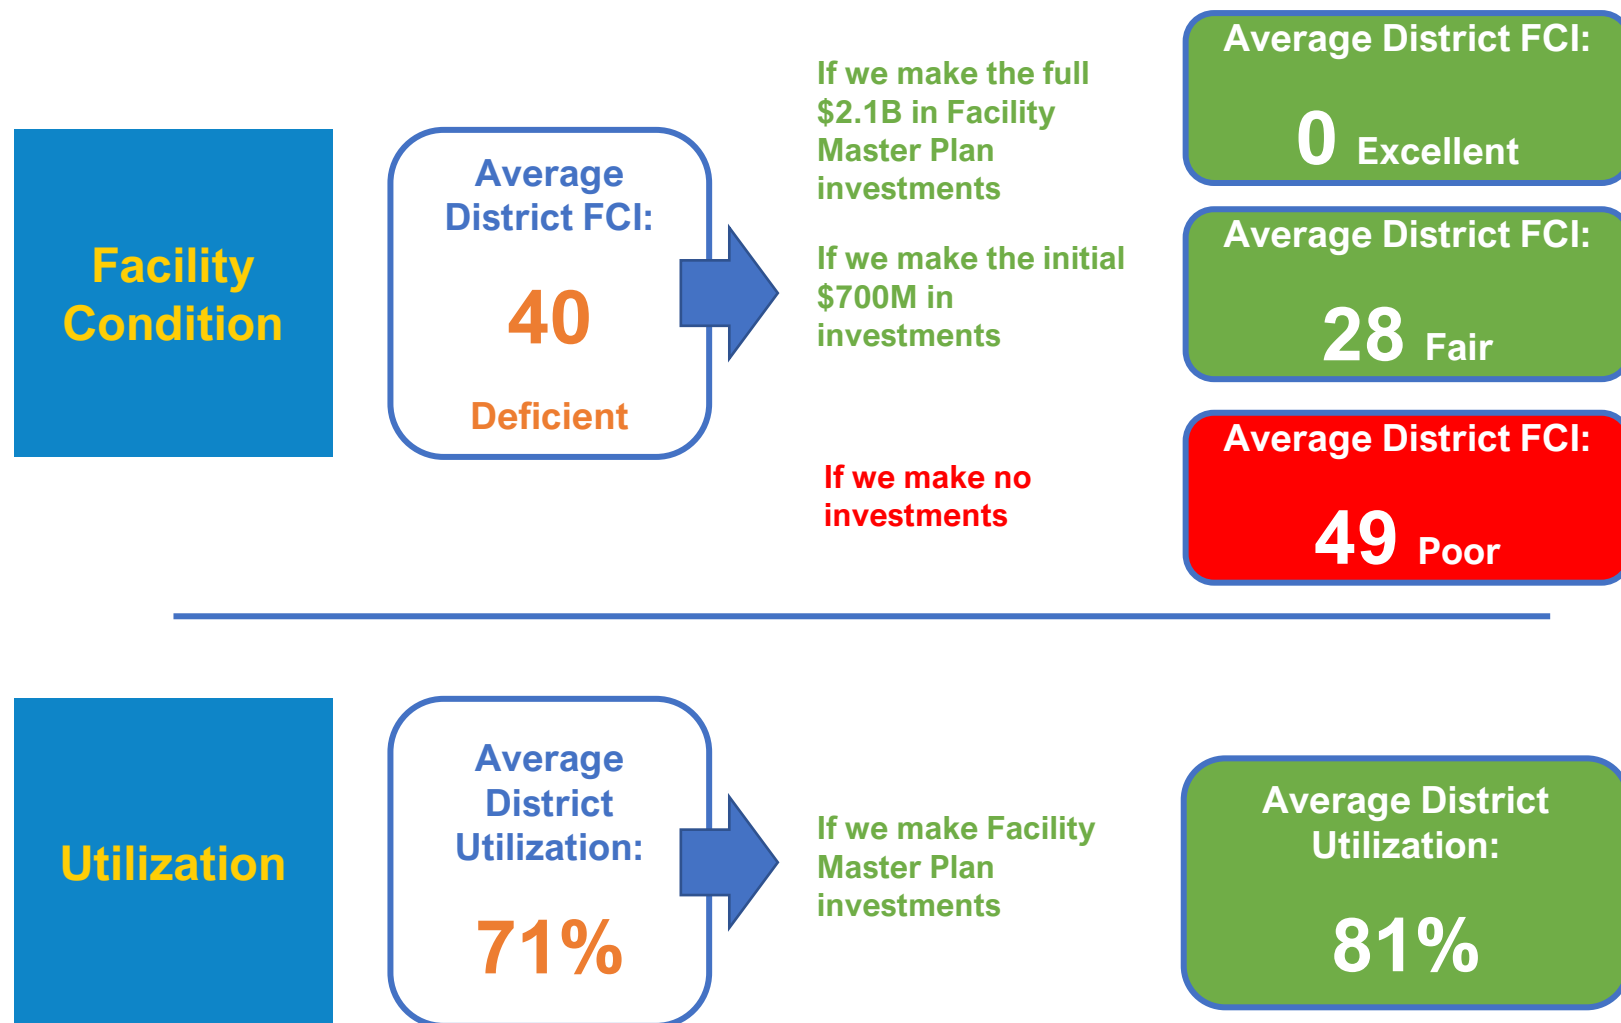 Facility
Condition
Average
District FCI:
40
Deficient
If we make the full
$2.1B in Facility
Master Plan
investments
Average District FCI:
0 Excellent
If we make the initial
$700M in
investments
Average District FCI:
28 Fair
If we make no
investments
Average District FCI:
49 Poor
Utilization
Average
District
Utilization:
71%
If we make Facility
Master Plan
investments
Average District
Utilization:
81%